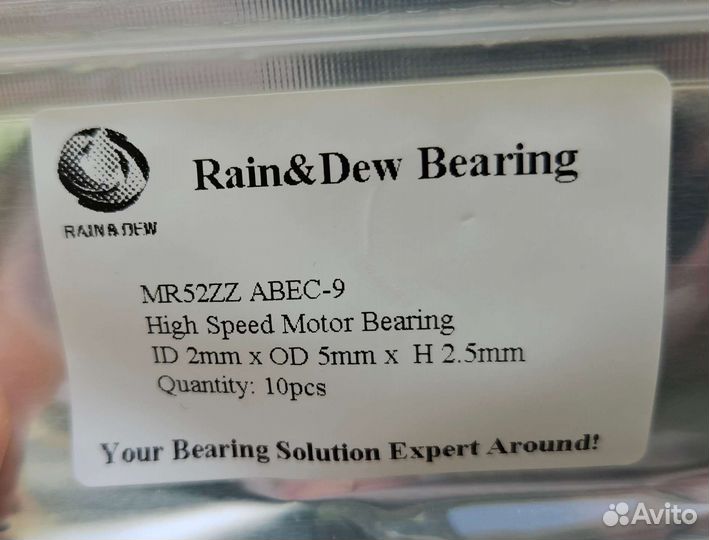 Rain&Dew Bearing
RAIN & DEW
MR52ZZ ABEC-9
High Speed Motor Bearing
ID 2mm x OD 5mm x H 2.5mm
Quantity: 10pcs
Your Bearing Solution Expert Around!
Avito